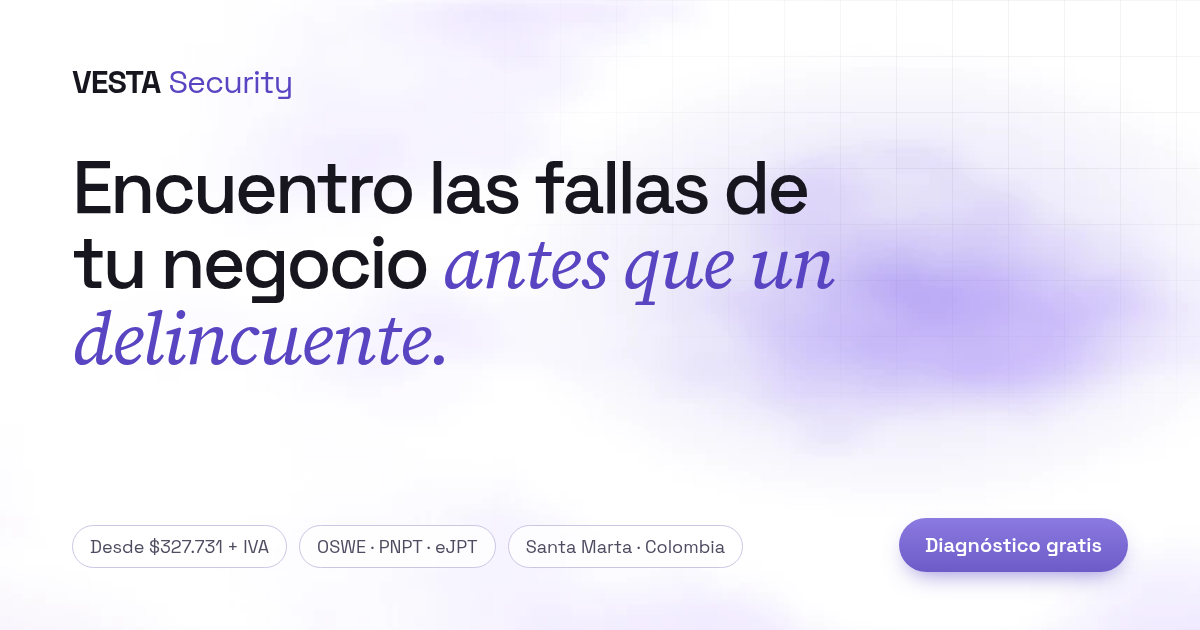 VESTA Security
Encuentro las fallas de
tu negocio antes que un
delincuente.
Desde $327.731 + IVA
OSWE · PNPT · eJPT
Santa Marta · Colombia
Diagnóstico gratis